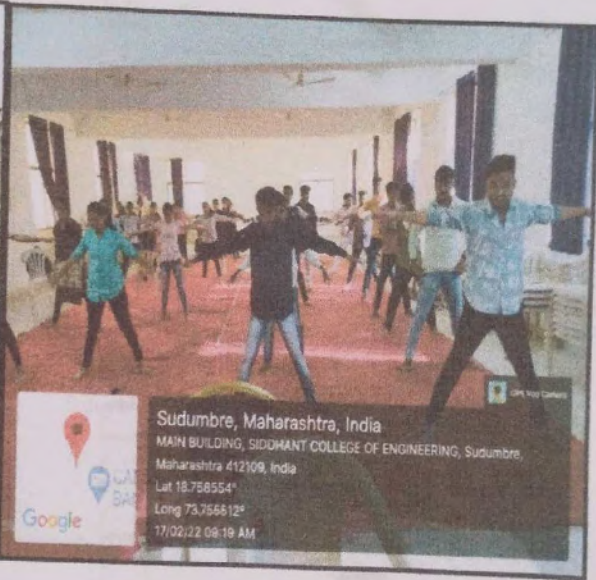 GPS Map Camera
Sudumbre, Maharashtra, India
MAIN BUILDING, SIDDHANT COLLEGE OF ENGINEERING, Sudumbre,
Maharashtra 412109, India
Lat 18.758554°
Long 73.755612°
17/02/22 09:19 AM
Google